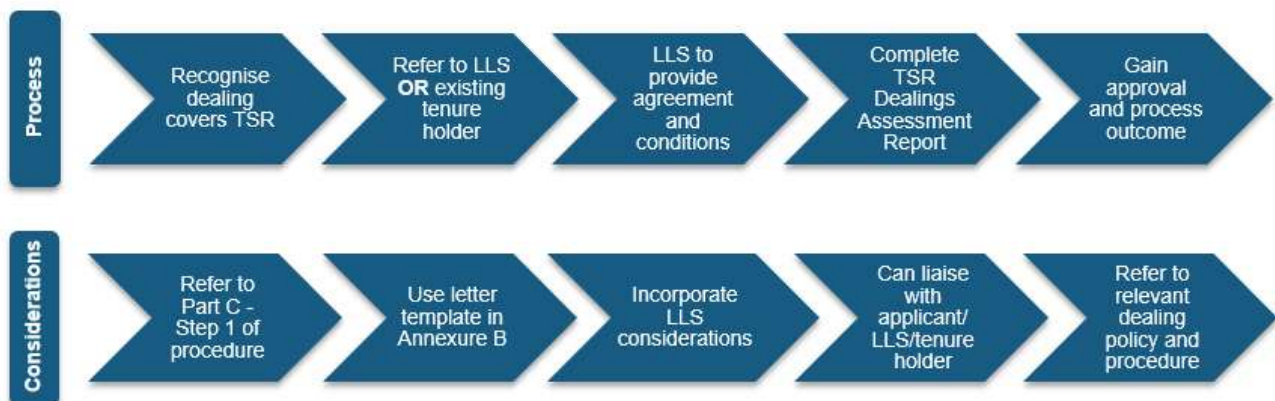 Process
Recognise
dealing
covers TSR
Refer to LLS
OR existing
tenure
holder
LLS to
provide
agreement
and
conditions
Complete
TSR
Dealings
Assessment
Report
Gain
approval
and process
outcome
Considerations
Refer to
Part C -
Step 1 of
procedure
Use letter
template in
Annexure B
Incorporate
LLS
considerations
Can liaise
with
applicant/
LLS/tenure
holder
Refer to
relevant
dealing
policy and
procedure